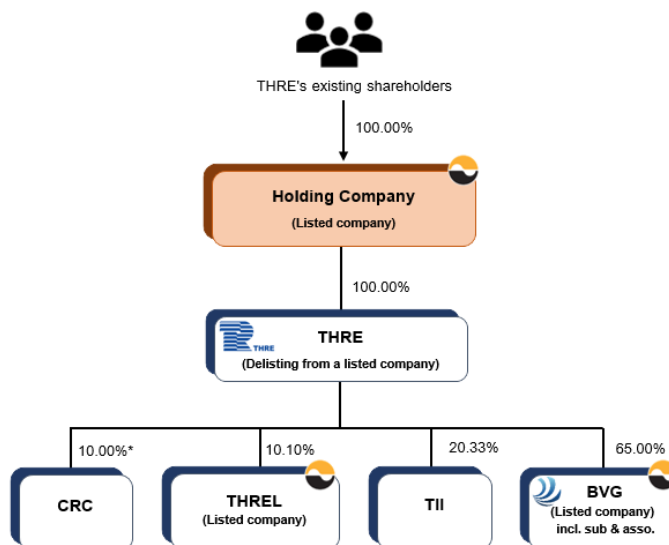 THRE's existing shareholders
100.00%
Holding Company
(Listed company)
100.00%
THRE
THRE
(Delisting from a listed company)
10.00%*
10.10%
20.33%
65.00%
CRC
THREL
(Listed company)
TII
BVG
(Listed company)
incl. sub & asso.